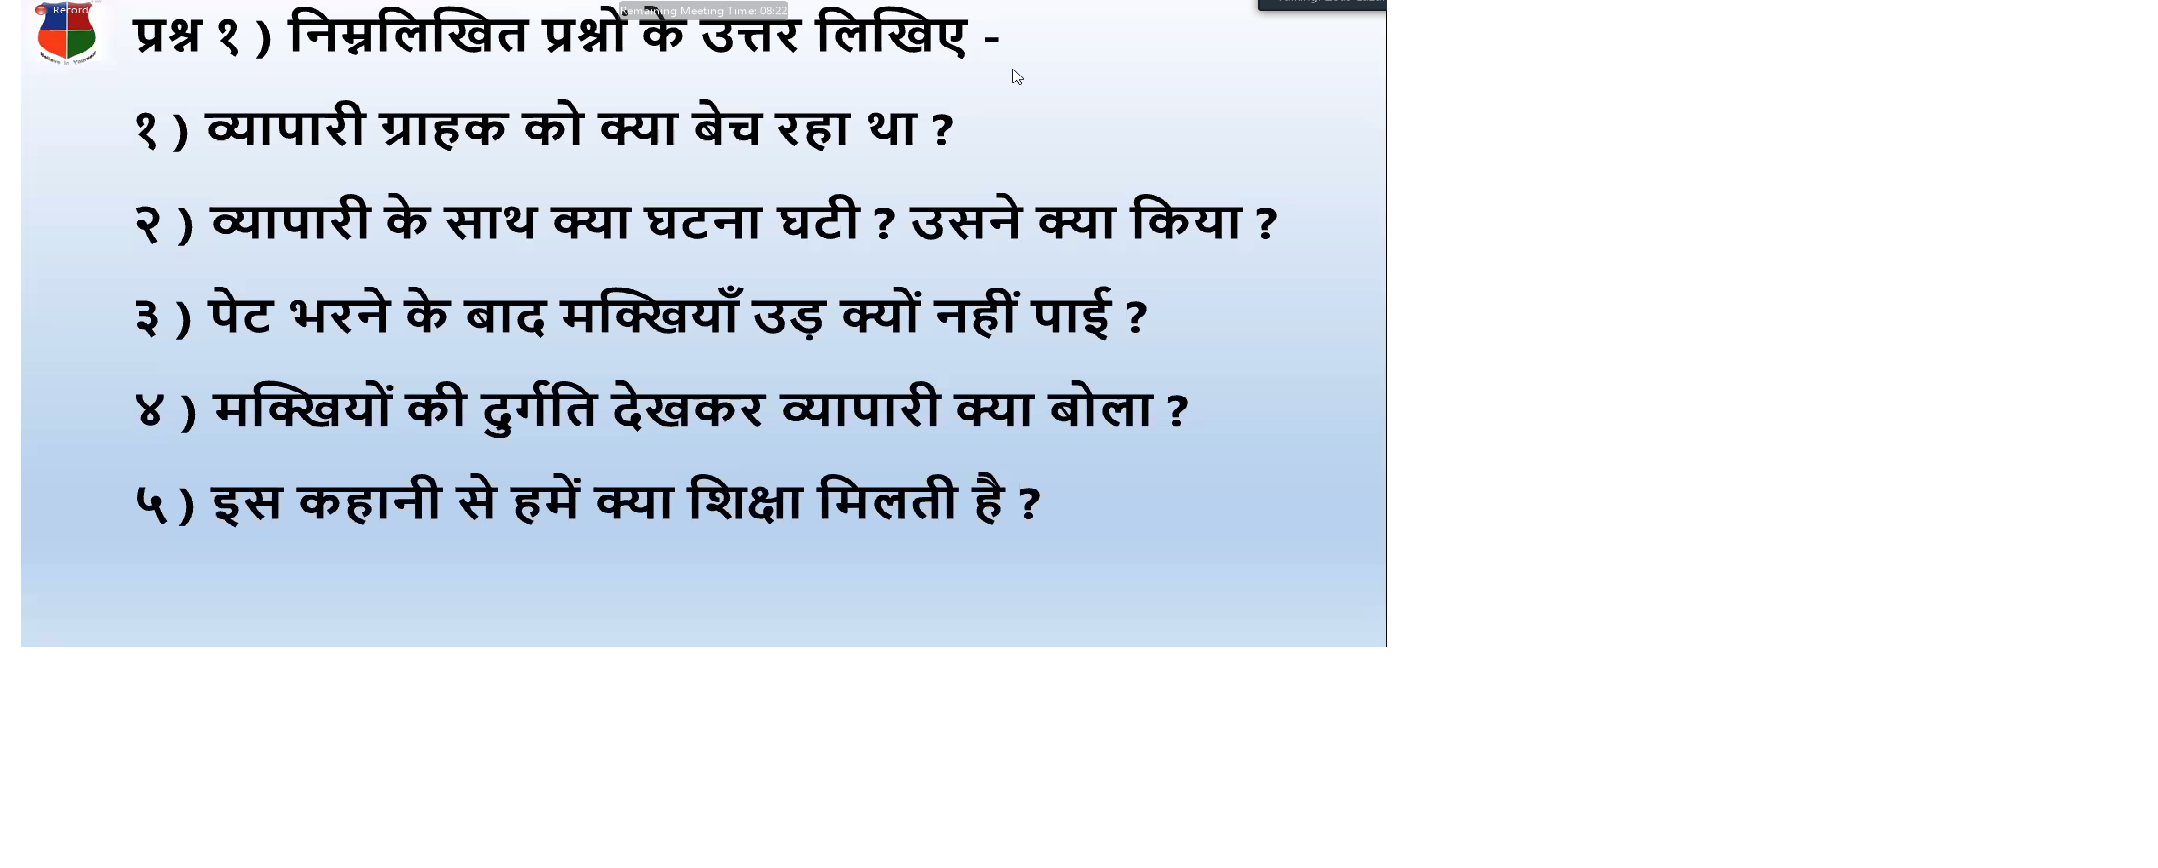 Record
Remaining Meeting Time: 08:22
प्रश्न १ ) निम्नलिखित प्रश्नों के उत्तर लिखिए -
१ ) व्यापारी ग्राहक को क्या बेच रहा था ?
२ ) व्यापारी के साथ क्या घटना घटी ? उसने क्या किया ?
३ ) पेट भरने के बाद मक्खियाँ उड़ क्यों नहीं पाई ?
४ ) मक्खियों की दुर्गति देखकर व्यापारी क्या बोला ?
५ ) इस कहानी से हमें क्या शिक्षा मिलती है ?